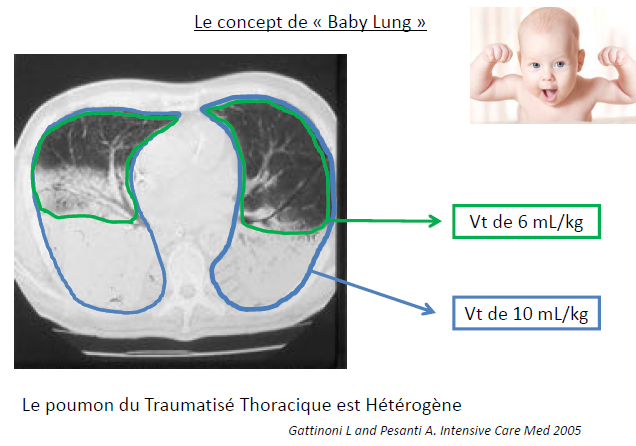 Le concept de « Baby Lung »
Vt de 6 mL/kg
Vt de 10 mL/kg
Le poumon du Traumatisé Thoracique est Hétérogène
Gattinoni L and Pesanti A. Intensive Care Med 2005